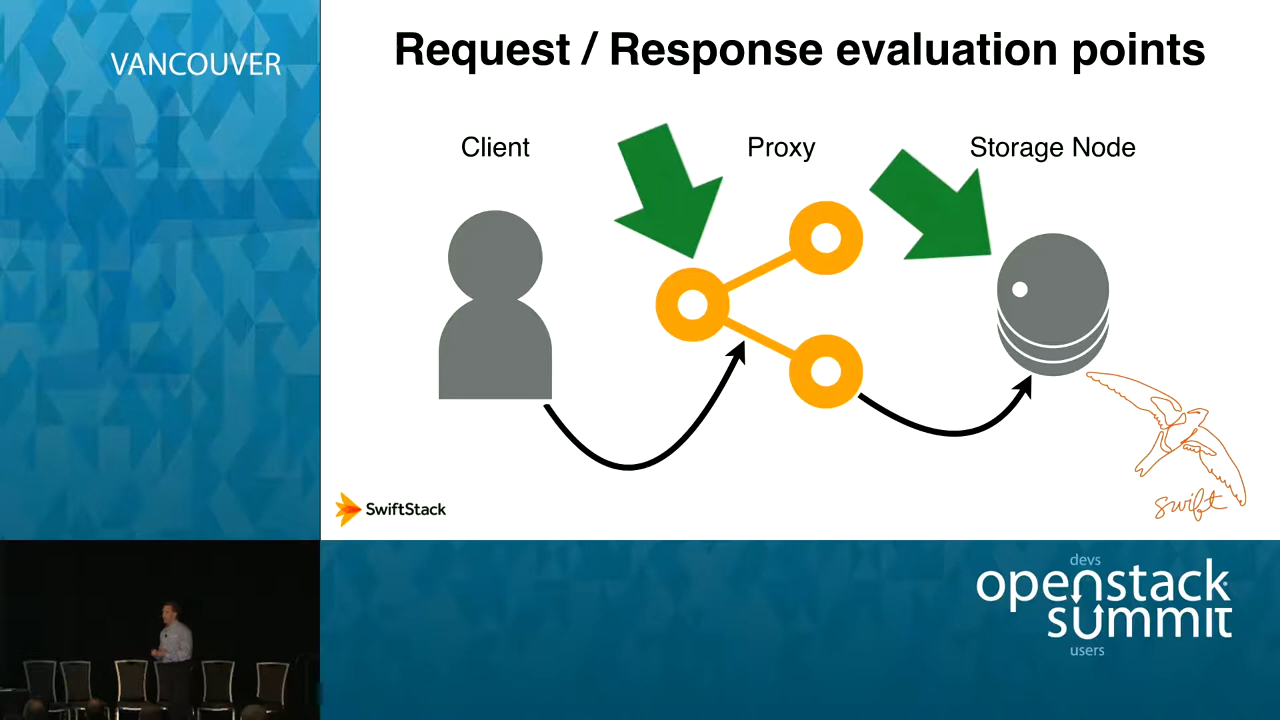 VANCOUVER
Request / Response evaluation points
Client
Proxy
Storage Node
SwiftStack
swift
devs
openstack
summit
users